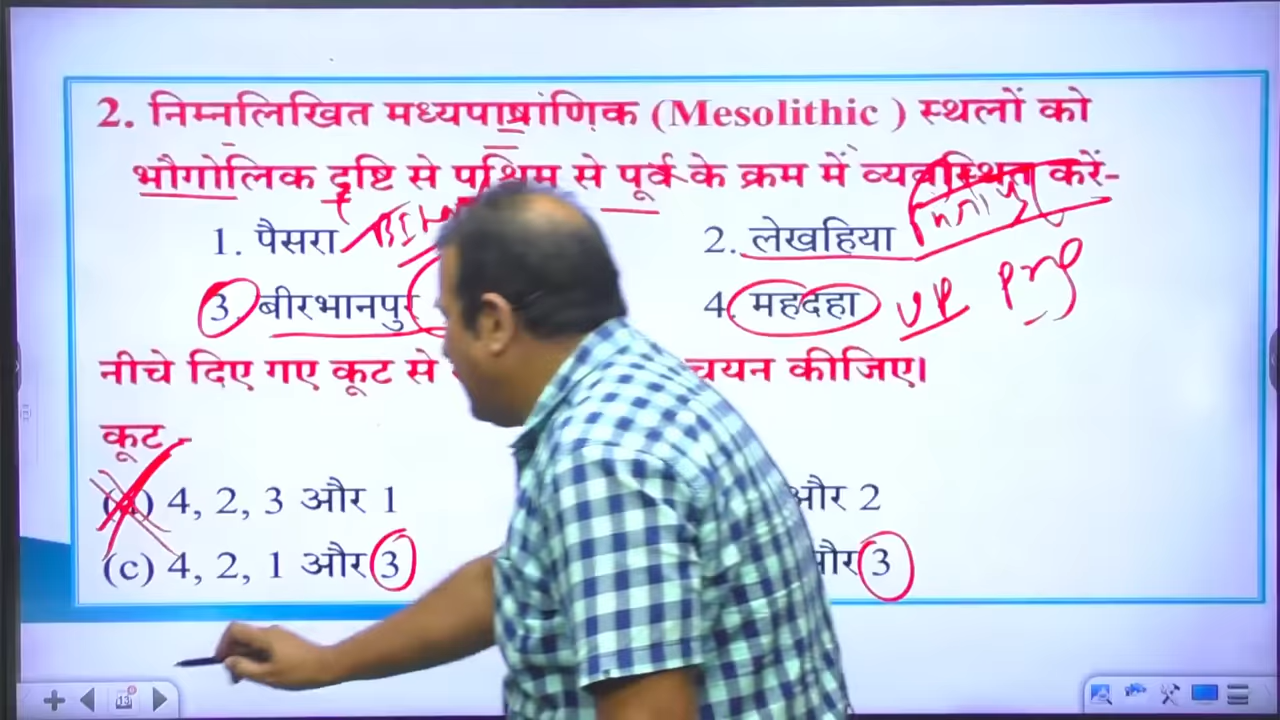 2. निम्नलिखित मध्यपाषाणिक (Mesolithic ) स्थलों को
भौगोलिक दृष्टि से पश्चिम से पूर्व के क्रम में व्यवस्थित करें-
1. पैसरा
2. लेखहिया
3. बीरभानपुर
4. महदहा UP
नीचे दिए गए कूट से चयन कीजिए।
कूट -
4, 2, 3 और 1
और 2
(c) 4, 2, 1 और 3
और 3
13